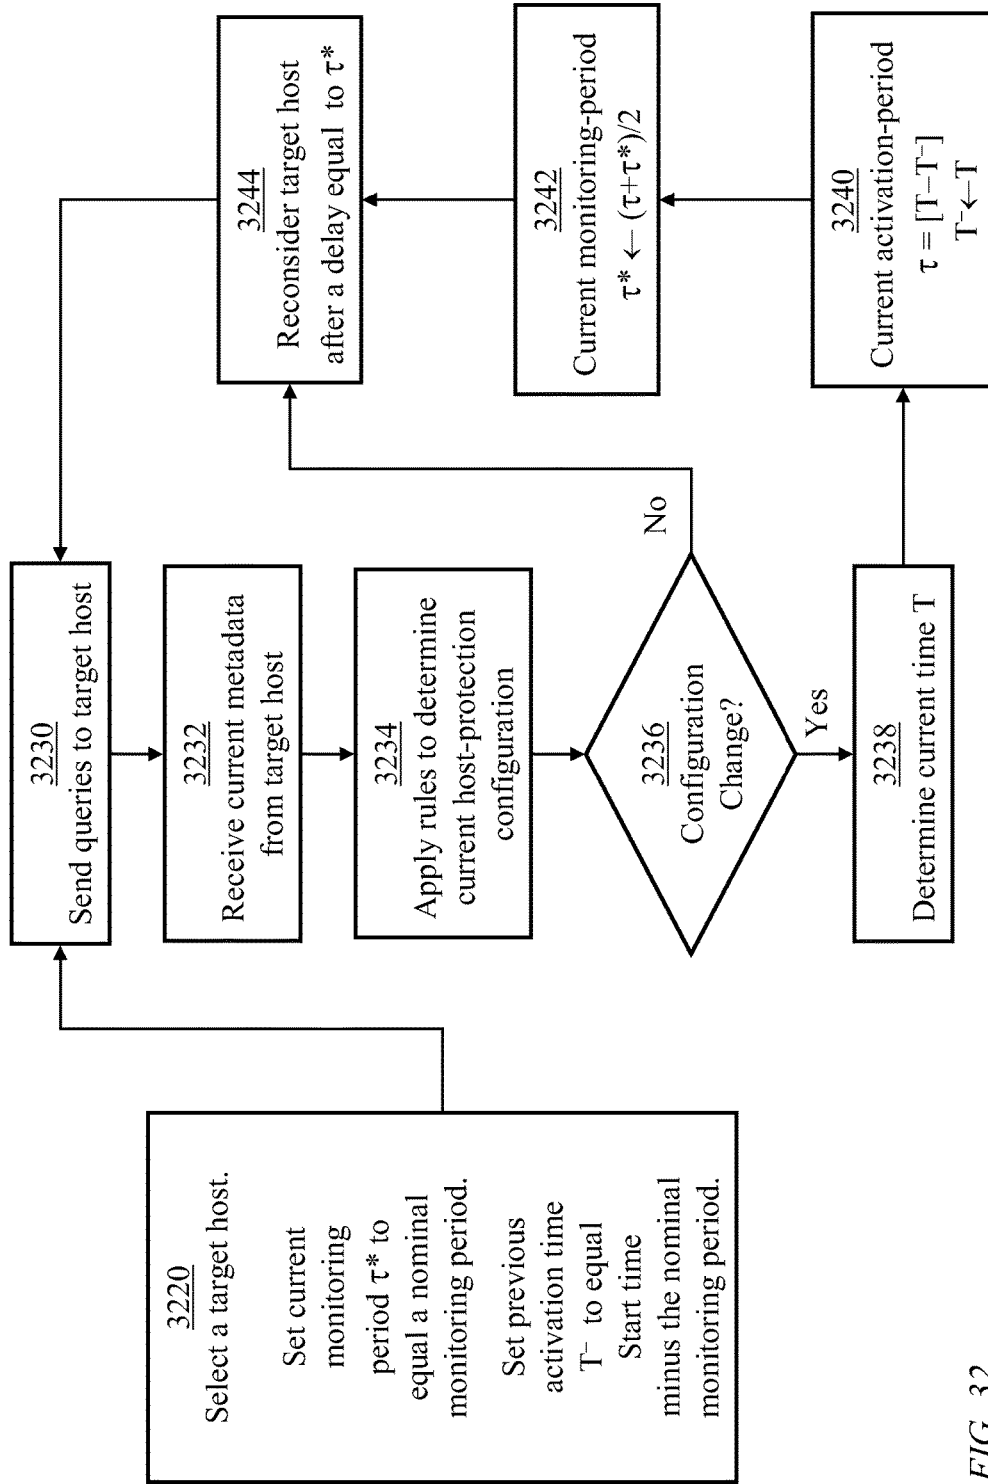 3220
Select a target host.
Set current
monitoring
period τ* to
equal a nominal
monitoring period.
Set previous
activation time
T⁻ to equal
Start time
minus the nominal
monitoring period.
3230
Send queries to target host
3232
Receive current metadata
from target host
3234
Apply rules to determine
current host-protection
configuration
3236
Configuration
Change?
No
Yes
3238
Determine current time T
3240
Current activation-period
τ = [T–T⁻]
T⁻←T
3242
Current monitoring-period
τ* ← (τ+τ*)/2
3244
Reconsider target host
after a delay equal to τ*
FIG. 32